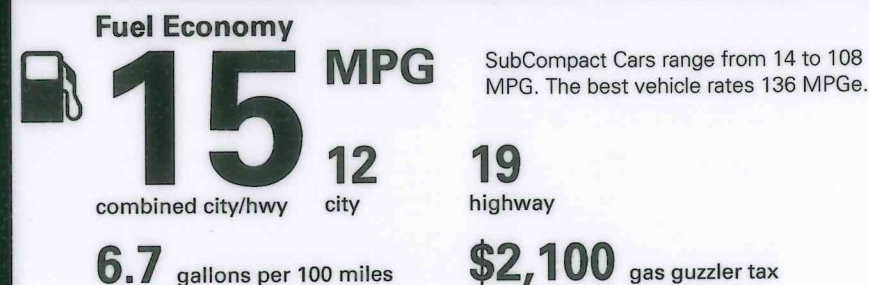 Fuel Economy
15 MPG
SubCompact Cars range from 14 to 108
MPG. The best vehicle rates 136 MPGe.
combined city/hwy
12
city
19
highway
6.7 gallons per 100 miles
$2,100 gas guzzler tax